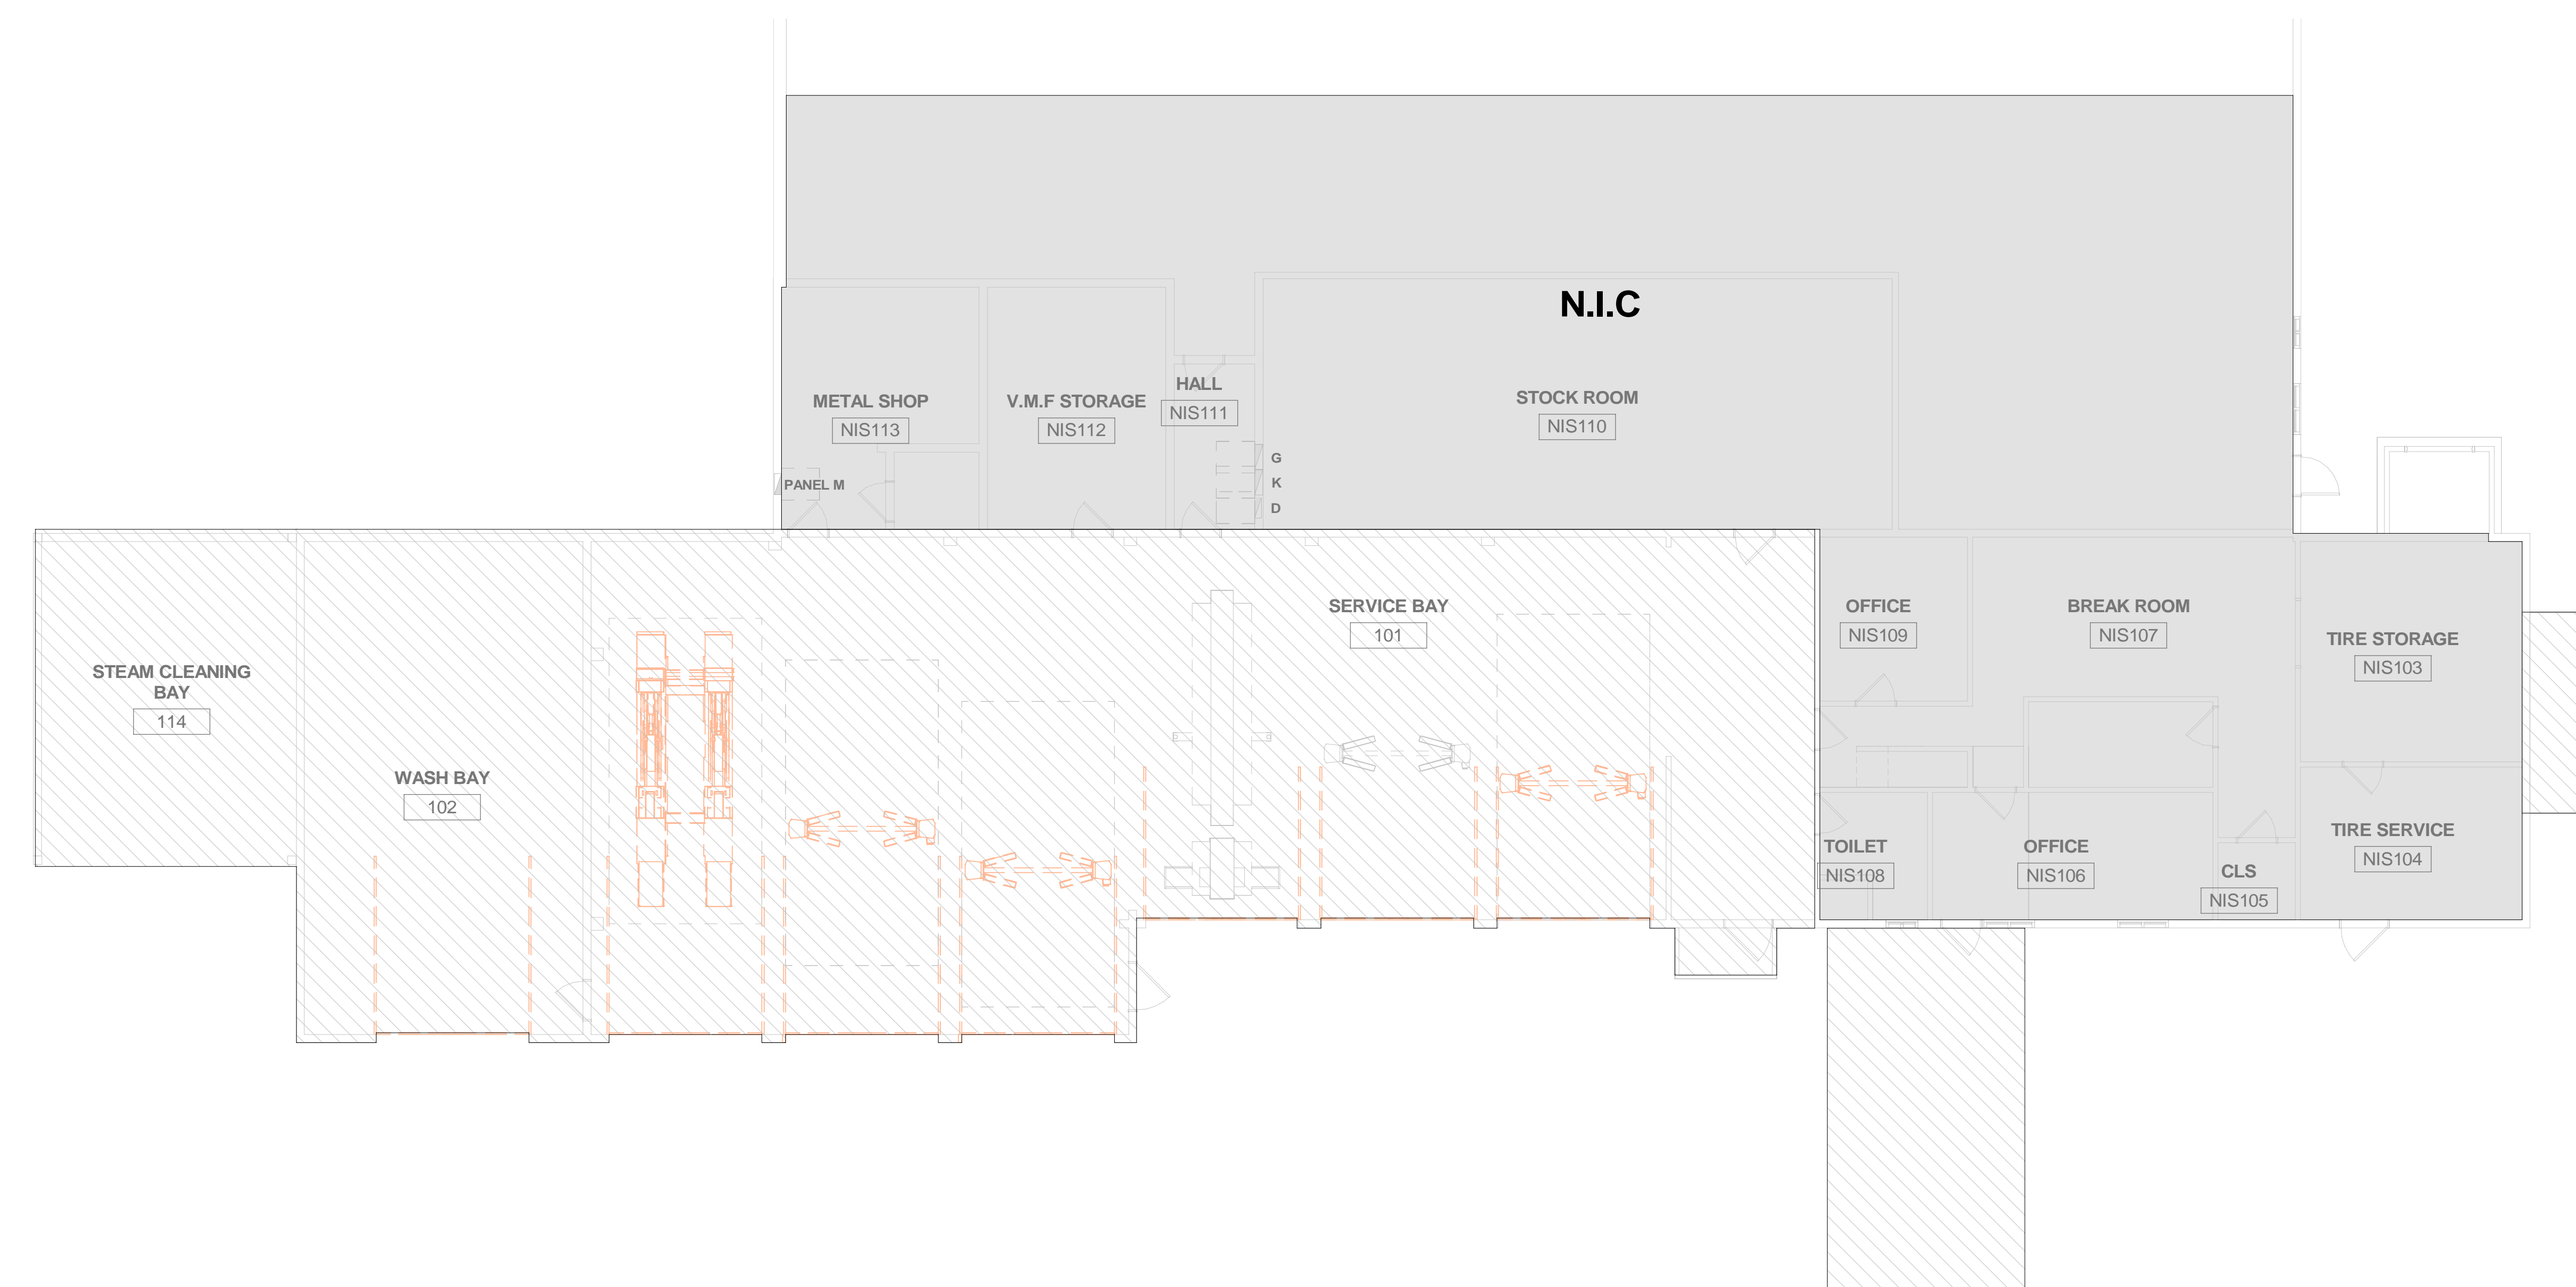 N.I.C
HALL
NIS111
METAL SHOP
NIS113
V.M.F STORAGE
NIS112
STOCK ROOM
NIS110
G
K
D
PANEL M
SERVICE BAY
101
OFFICE
NIS109
BREAK ROOM
NIS107
TIRE STORAGE
NIS103
STEAM CLEANING
BAY
114
WASH BAY
102
TOILET
NIS108
OFFICE
NIS106
CLS
NIS105
TIRE SERVICE
NIS104